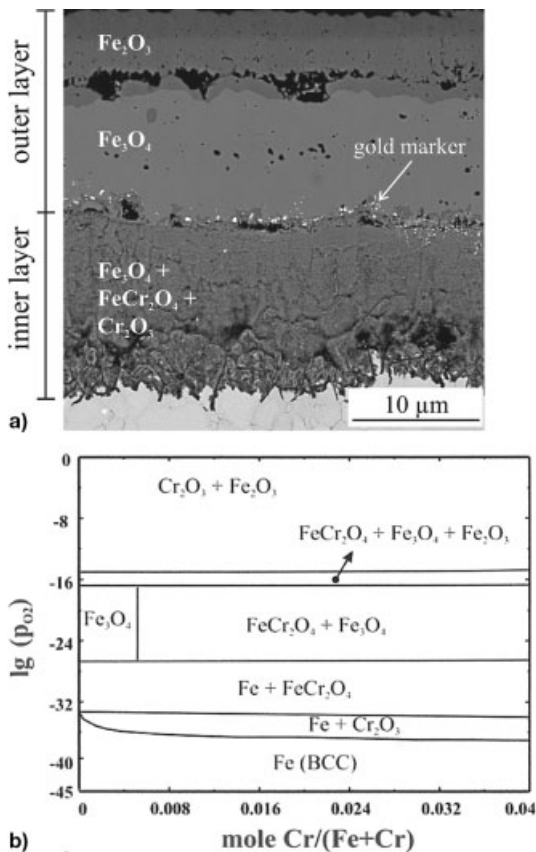 Fe₂O₃
Fe₃O₄
gold marker
Fe₃O₄ +
FeCr₂O₄ +
Cr₂O₃
outer layer
inner layer
10 µm
a)
0
-8
-16
-24
-32
-40
-45
lg (pO2)
Cr₂O₃ + Fe₂O₃
FeCr₂O₄ + Fe₃O₄ + Fe₂O₃
Fe₃O₄
FeCr₂O₄ + Fe₃O₄
Fe + FeCr₂O₄
Fe + Cr₂O₃
Fe (BCC)
0 0.008 0.016 0.024 0.032 0.04
b)
mole Cr/(Fe+Cr)